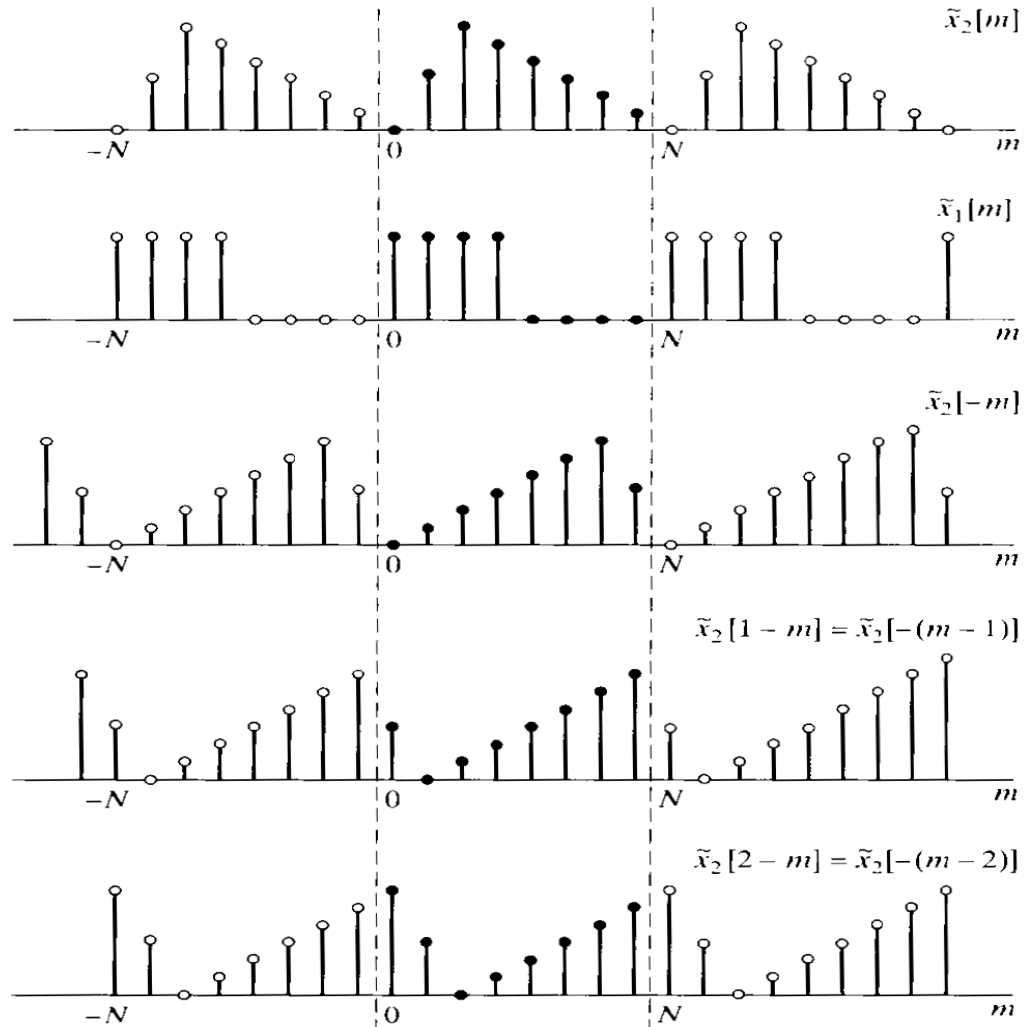 x̃₂[m]
−N 0 N m
x̃₁[m]
−N 0 N m
x̃₂[−m]
−N 0 N m
x̃₂[1 − m] = x̃₂[−(m − 1)]
−N 0 N m
x̃₂[2 − m] = x̃₂[−(m − 2)]
−N 0 N m